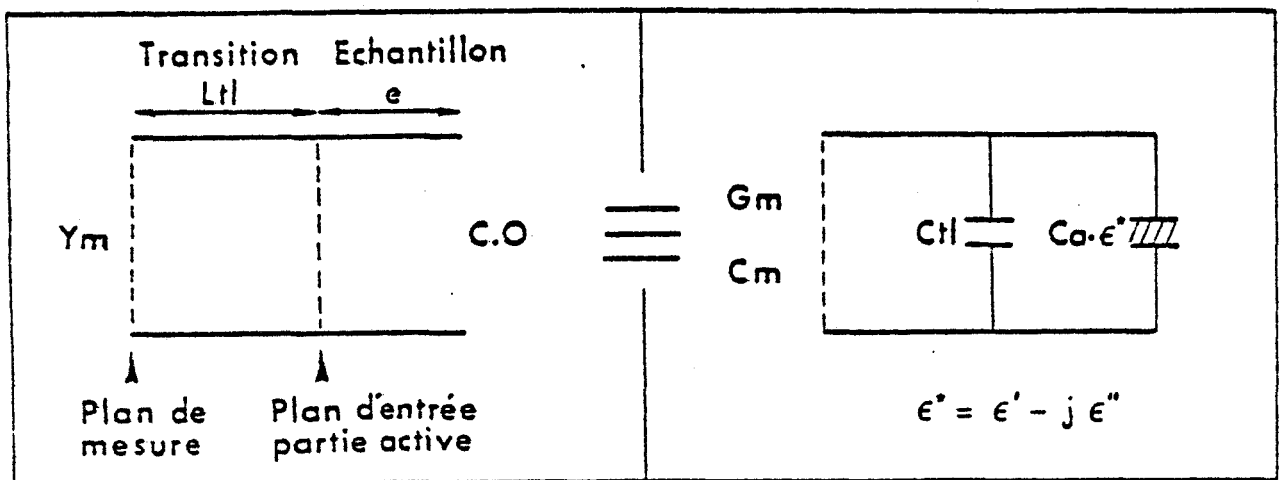 Transition Echantillon
Ltl e
Ym
C.O
Plan de
mesure
Plan d'entrée
partie active
Gm
Cm
Ctl
Ca.ϵ*
ϵ* = ϵ' - j ϵ"